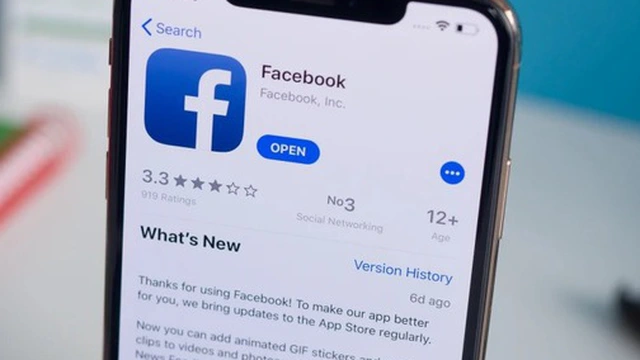 Search
Facebook
Facebook, Inc.
OPEN
3.3
919 Ratings
No3
Social Networking
12+
Age
What's New
Version History
6d ago
Thanks for using Facebook! To make our app better
for you, we bring updates to the App Store regularly.
Now you can add animated GIF stickers and
clips to videos and photos
News